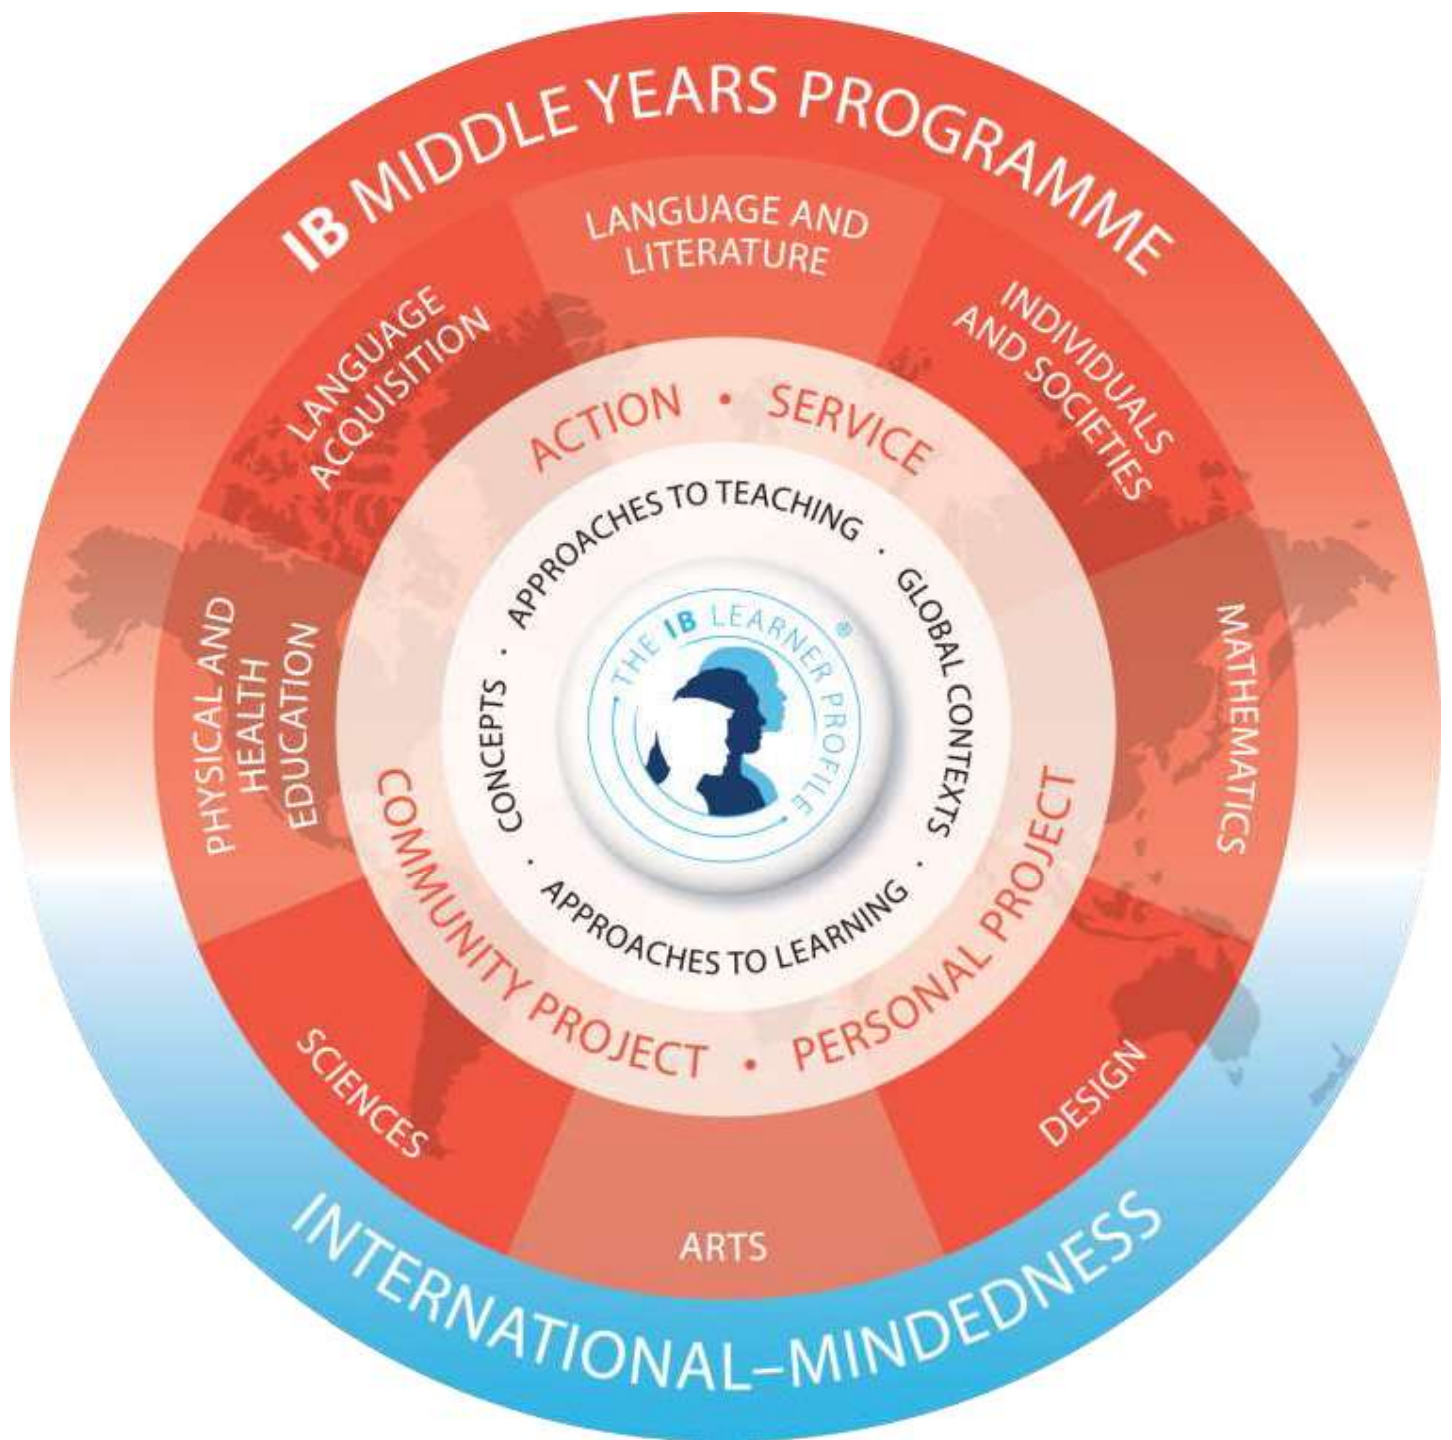 IB MIDDLE YEARS PROGRAMME
LANGUAGE AND
LITERATURE
INDIVIDUALS
AND SOCIETIES
MATHEMATICS
DESIGN
ARTS
SCIENCES
PHYSICAL AND
HEALTH
EDUCATION
LANGUAGE
ACQUISITION
ACTION • SERVICE
COMMUNITY PROJECT • PERSONAL PROJECT
APPROACHES TO TEACHING · GLOBAL CONTEXTS ·
APPROACHES TO LEARNING · CONCEPTS ·
THE IB LEARNER PROFILE ®
INTERNATIONAL–MINDEDNESS